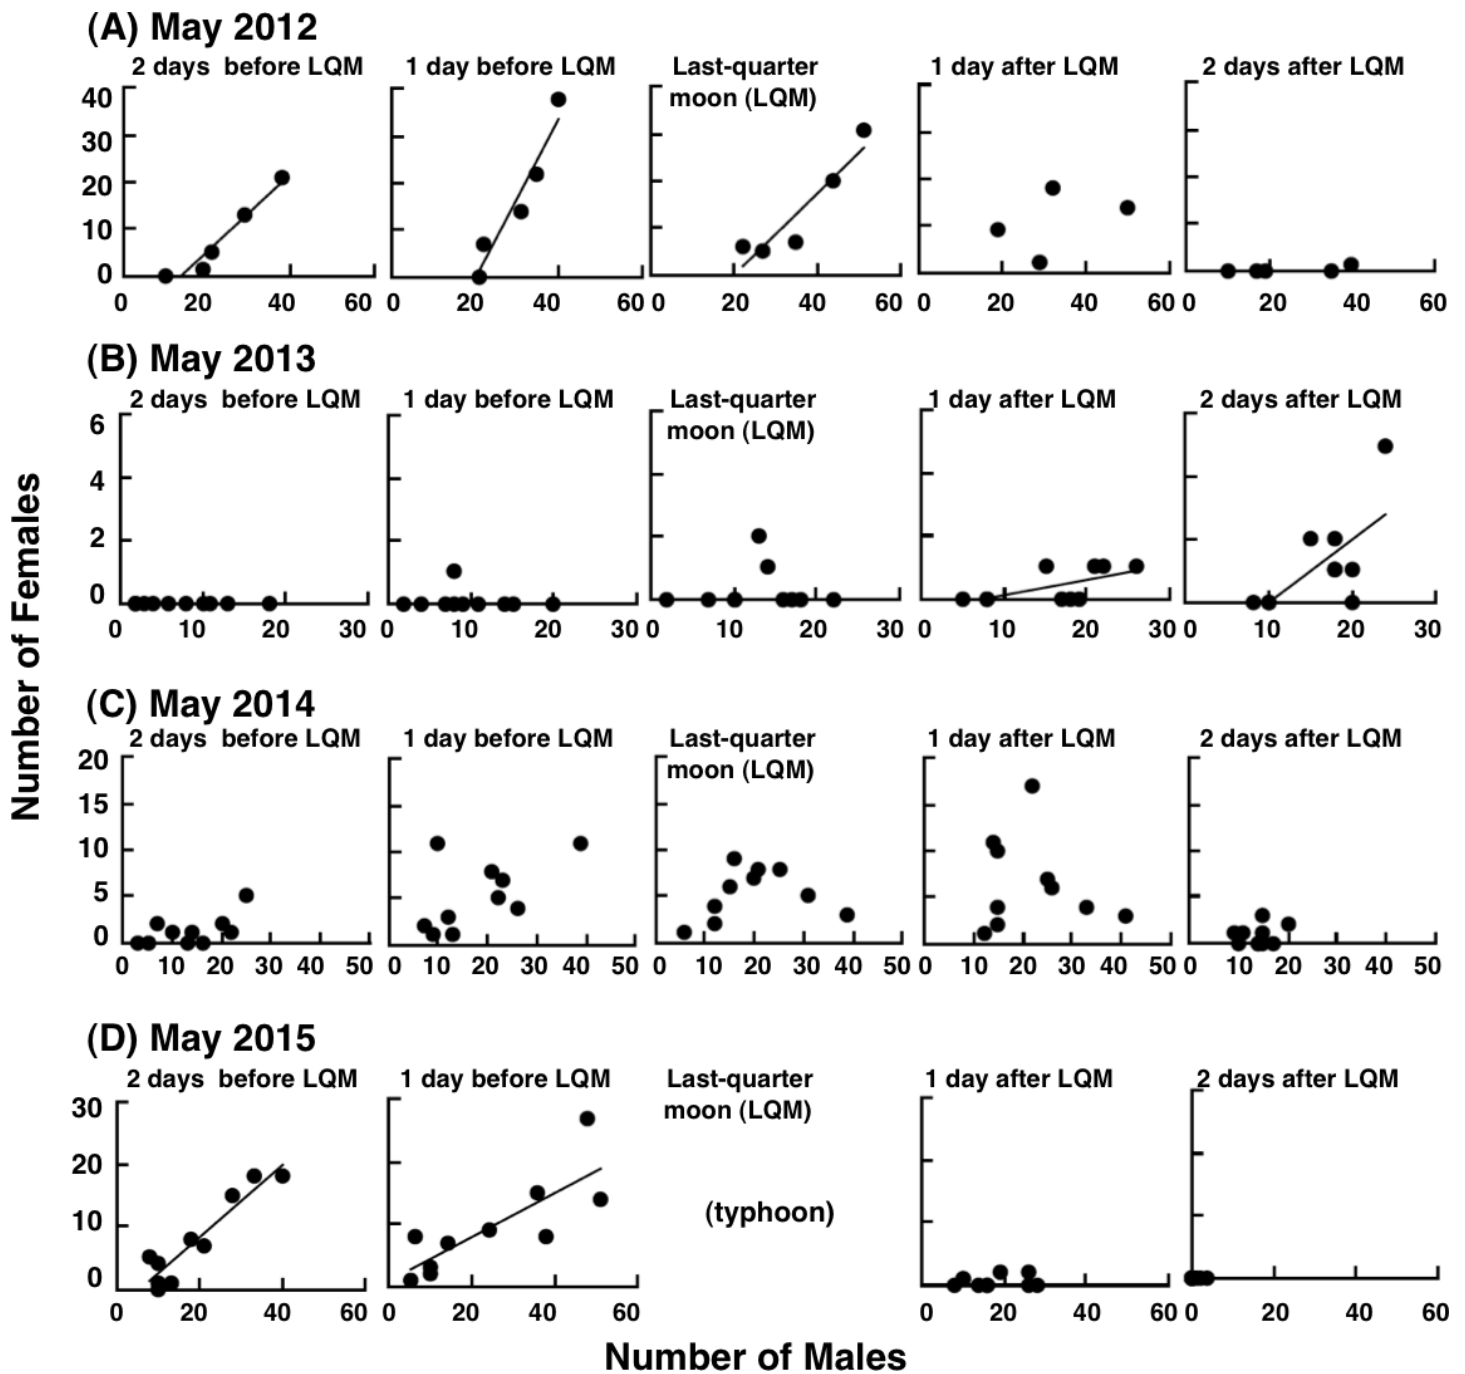 (A) May 2012
2 days before LQM
1 day before LQM
Last-quarter
moon (LQM)
1 day after LQM
2 days after LQM
40
30
20
10
0
0 20 40 60
0 20 40 60
0 20 40 60
0 20 40 60
0 20 40 60
(B) May 2013
2 days before LQM
1 day before LQM
Last-quarter
moon (LQM)
1 day after LQM
2 days after LQM
6
4
2
0
0 10 20 30
0 10 20 30
0 10 20 30
0 10 20 30
0 10 20 30
Number of Females
(C) May 2014
2 days before LQM
1 day before LQM
Last-quarter
moon (LQM)
1 day after LQM
2 days after LQM
20
15
10
5
0
0 10 20 30 40 50
0 10 20 30 40 50
0 10 20 30 40 50
0 10 20 30 40 50
0 10 20 30 40 50
(D) May 2015
2 days before LQM
1 day before LQM
Last-quarter
moon (LQM)
1 day after LQM
2 days after LQM
30
20
10
0
(typhoon)
0 20 40 60
0 20 40 60
0 20 40 60
0 20 40 60
Number of Males